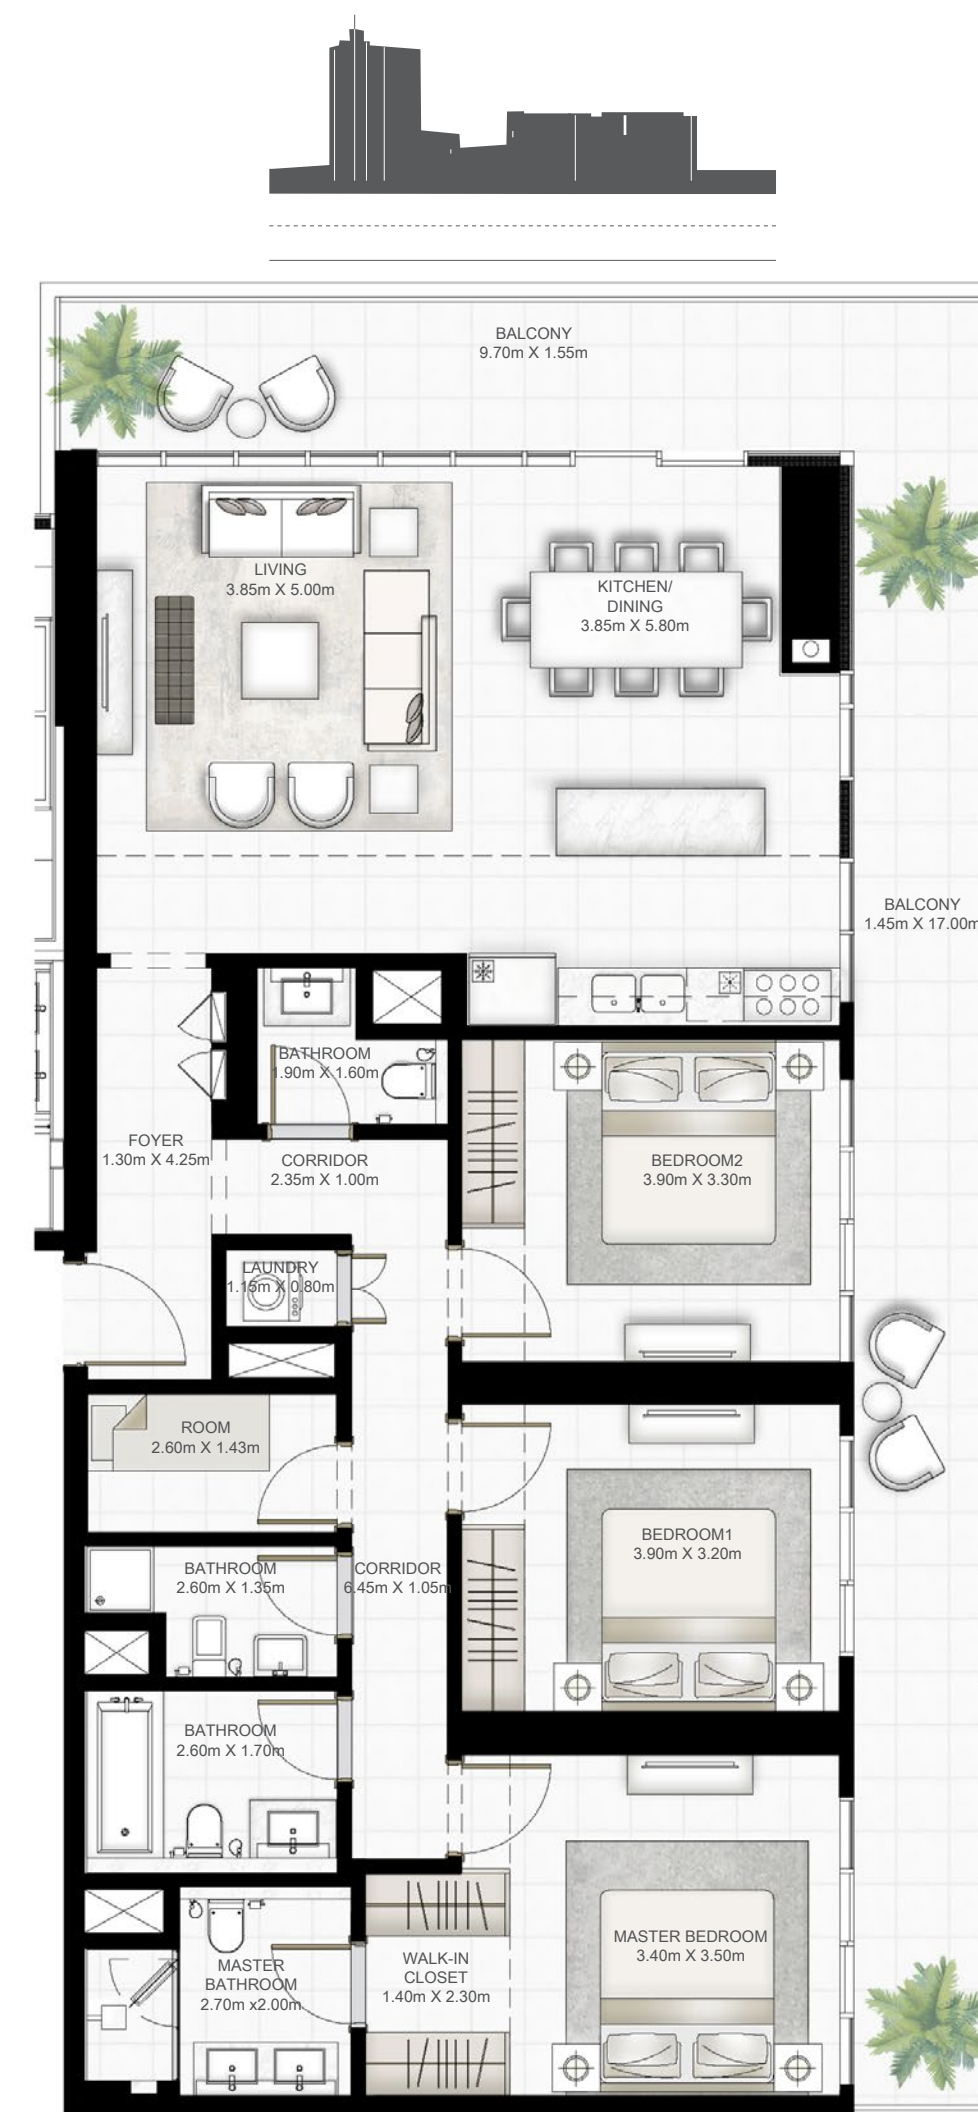 BALCONY
9.70m X 1.55m
LIVING
3.85m X 5.00m
KITCHEN/
DINING
3.85m X 5.80m
BALCONY
1.45m X 17.00m
BATHROOM
1.90m X 1.60m
FOYER
1.30m X 4.25m
CORRIDOR
2.35m X 1.00m
BEDROOM2
3.90m X 3.30m
LAUNDRY
1.15m X 0.80m
ROOM
2.60m X 1.43m
BEDROOM1
3.90m X 3.20m
BATHROOM
2.60m X 1.35m
CORRIDOR
6.45m X 1.05m
BATHROOM
2.60m X 1.70m
MASTER BEDROOM
3.40m X 3.50m
WALK-IN
CLOSET
1.40m X 2.30m
MASTER
BATHROOM
2.70m x2.00m